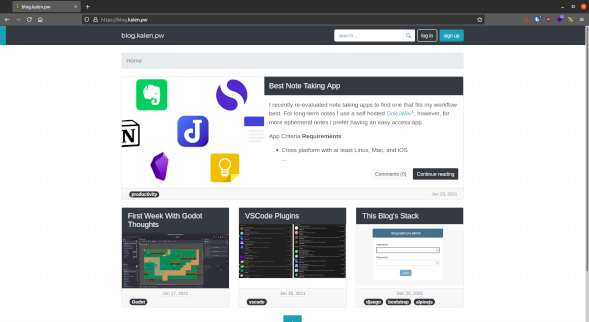 blog.kalen.pw
https://blog.kalen.pw
blog.kalen.pw
search ...
log in
sign up
Home
Best Note Taking App
I recently re-evaluated note taking apps to find one that fits my workflow
best. For long-term notes I use a self hosted DokuWiki1, however, for
more ephemeral notes I prefer having an easy access app.
App Criteria Requirements
• Cross platform with at least Linux, Mac, and iOS
...
Comments (0)
Continue reading
productivity
Jan 23, 2021
First Week With Godot
Thoughts
VSCode Plugins
This Blog's Stack
Jan 17, 2021
Godot
Jan 16, 2021
vscode
Dec 20, 2020
django
bootstrap
alpinejs